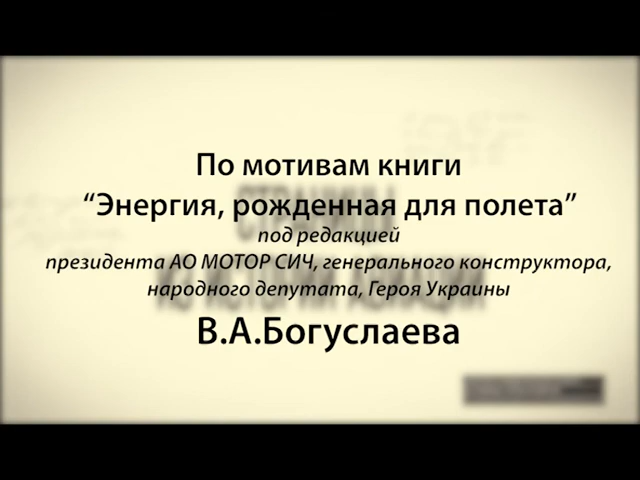 По мотивам книги
“Энергия, рожденная для полета”
под редакцией
президента АО МОТОР СИЧ, генерального конструктора,
народного депутата, Героя Украины
В.А.Богуслаева